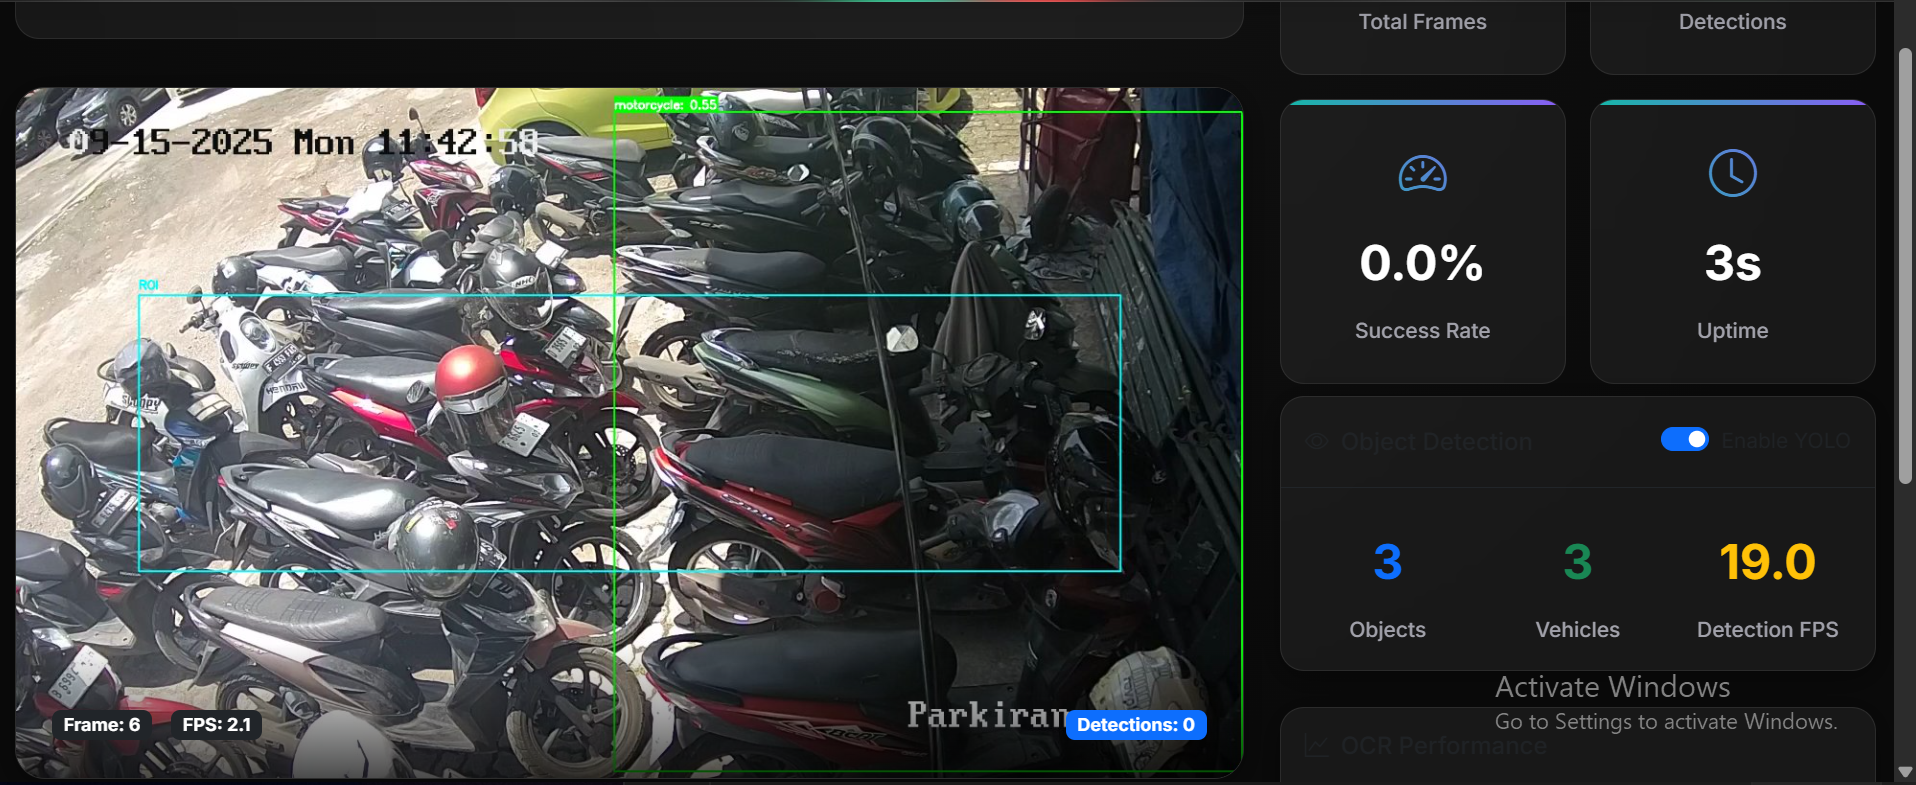 Total Frames
Detections
motorcycle: 0.55
09-15-2025 Mon 11:42:58
ROI
0.0%
Success Rate
3s
Uptime
Object Detection
Enable YOLO
3
Objects
3
Vehicles
19.0
Detection FPS
Frame: 6
FPS: 2.1
Parkiran
Detections: 0
Activate Windows
Go to Settings to activate Windows.
OCR Performance